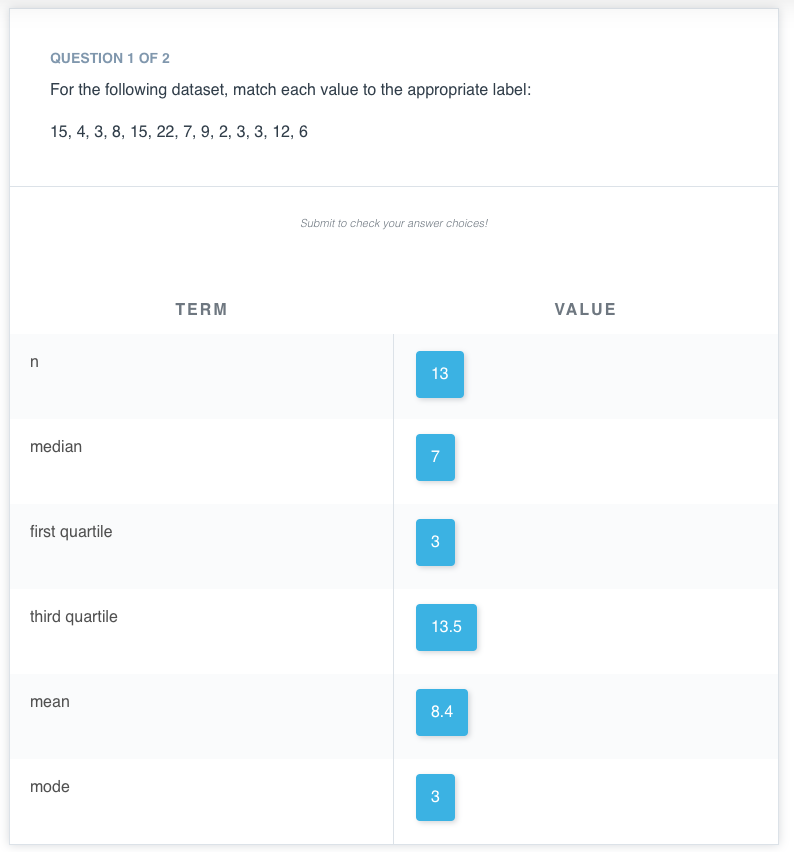 QUESTION 1 OF 2
For the following dataset, match each value to the appropriate label:
15, 4, 3, 8, 15, 22, 7, 9, 2, 3, 3, 12, 6
Submit to check your answer choices!
TERM VALUE
n 13
median 7
first quartile 3
third quartile 13.5
mean 8.4
mode 3